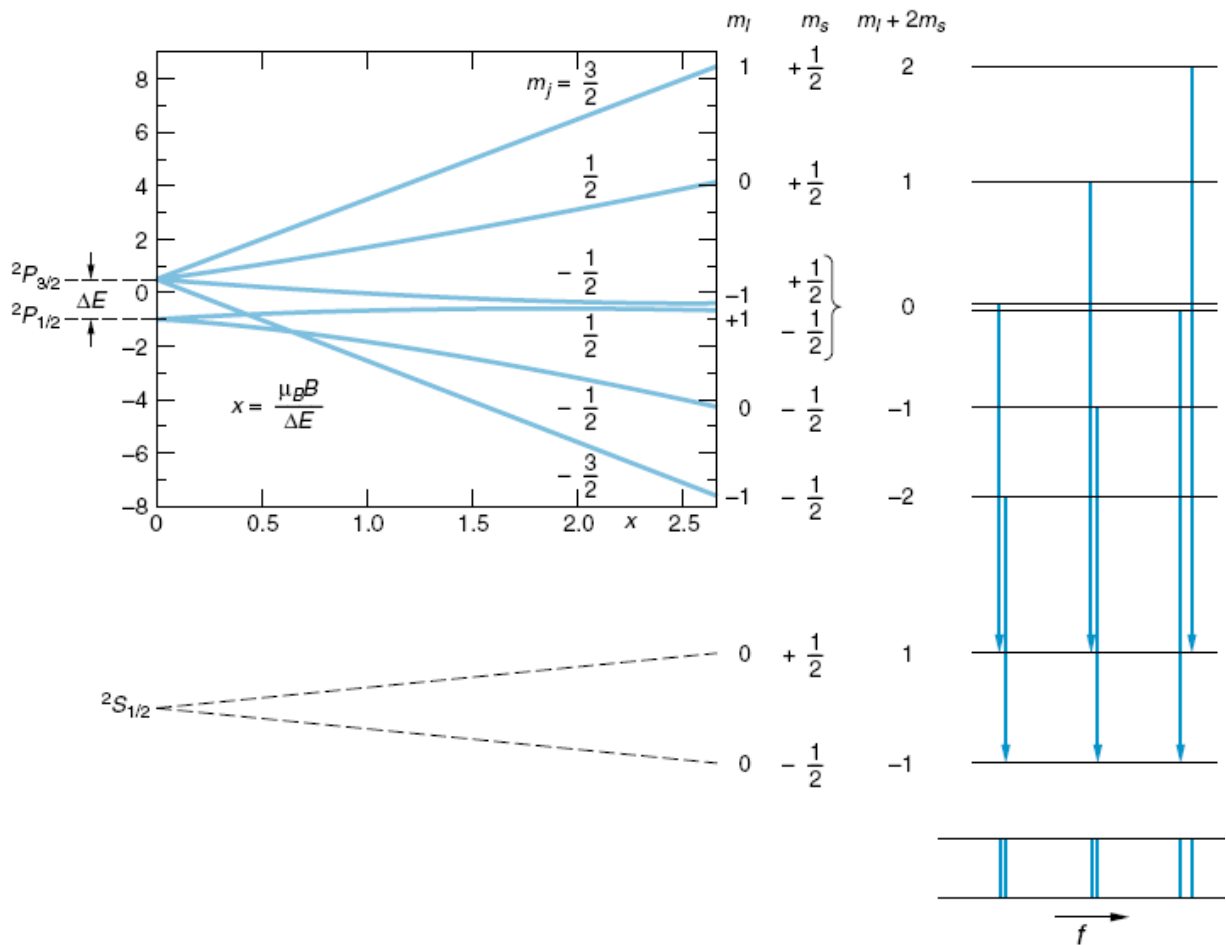 m_l m_s m_l + 2m_s
8
6
4
2
0
−2
−4
−6
−8
²P₃/₂
ΔE
²P₁/₂
m_j = 3/2
1/2
− 1/2
1/2
− 1/2
− 3/2
x = μ_B B / ΔE
0 0.5 1.0 1.5 2.0 x 2.5
1 + 1/2 2
0 + 1/2 1
−1 + 1/2
0
+1 − 1/2
0 − 1/2 −1
−1 − 1/2 −2
²S₁/₂
0 + 1/2 1
0 − 1/2 −1
f